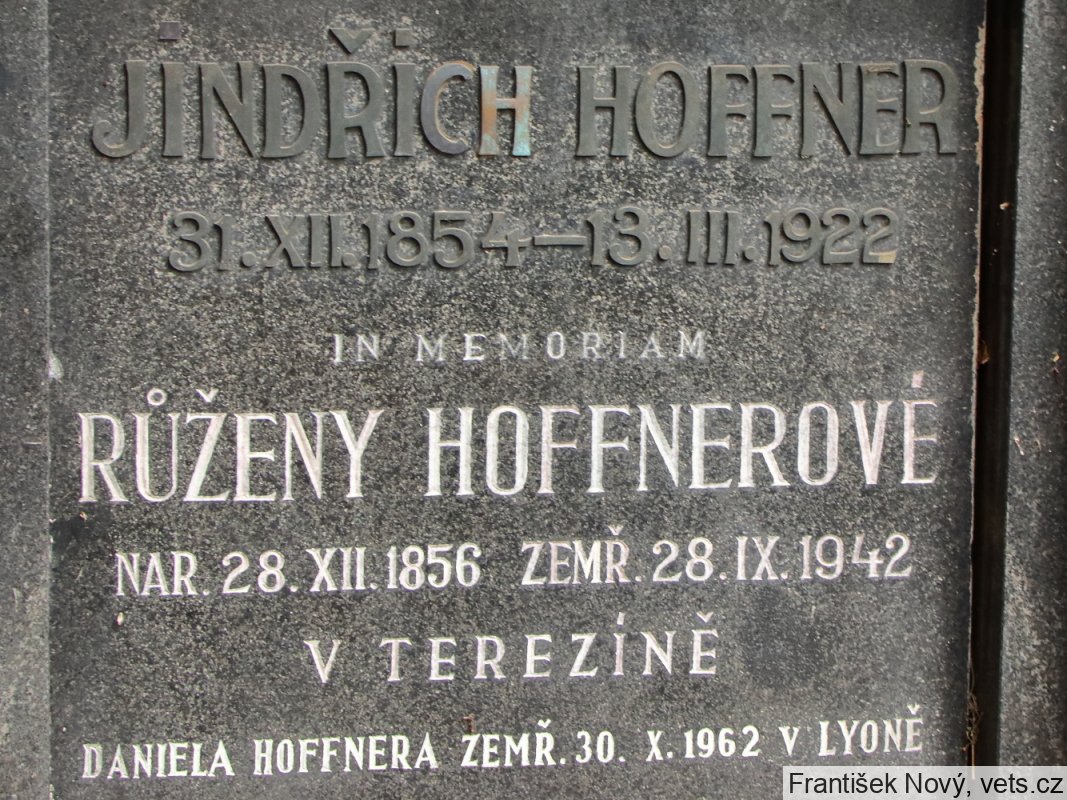 JINDŘICH HOFFNER
31.XII.1854–13.III.1922
IN MEMORIAM
RŮŽENY HOFFNEROVÉ
NAR. 28. XII. 1856 ZEMŘ. 28. IX. 1942
V TEREZÍNĚ
DANIELA HOFFNERA ZEMŘ. 30. X. 1962 V LYONĚ
František Nový, vets.cz